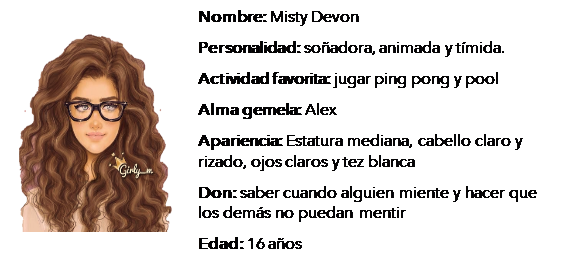 Nombre: Misty Devon
Personalidad: soñadora, animada y tímida.
Actividad favorita: jugar ping pong y pool
Alma gemela: Alex
Apariencia: Estatura mediana, cabello claro y
rizado, ojos claros y tez blanca
Girly_m
Don: saber cuando alguien miente y hacer que
los demás no puedan mentir
Edad: 16 años